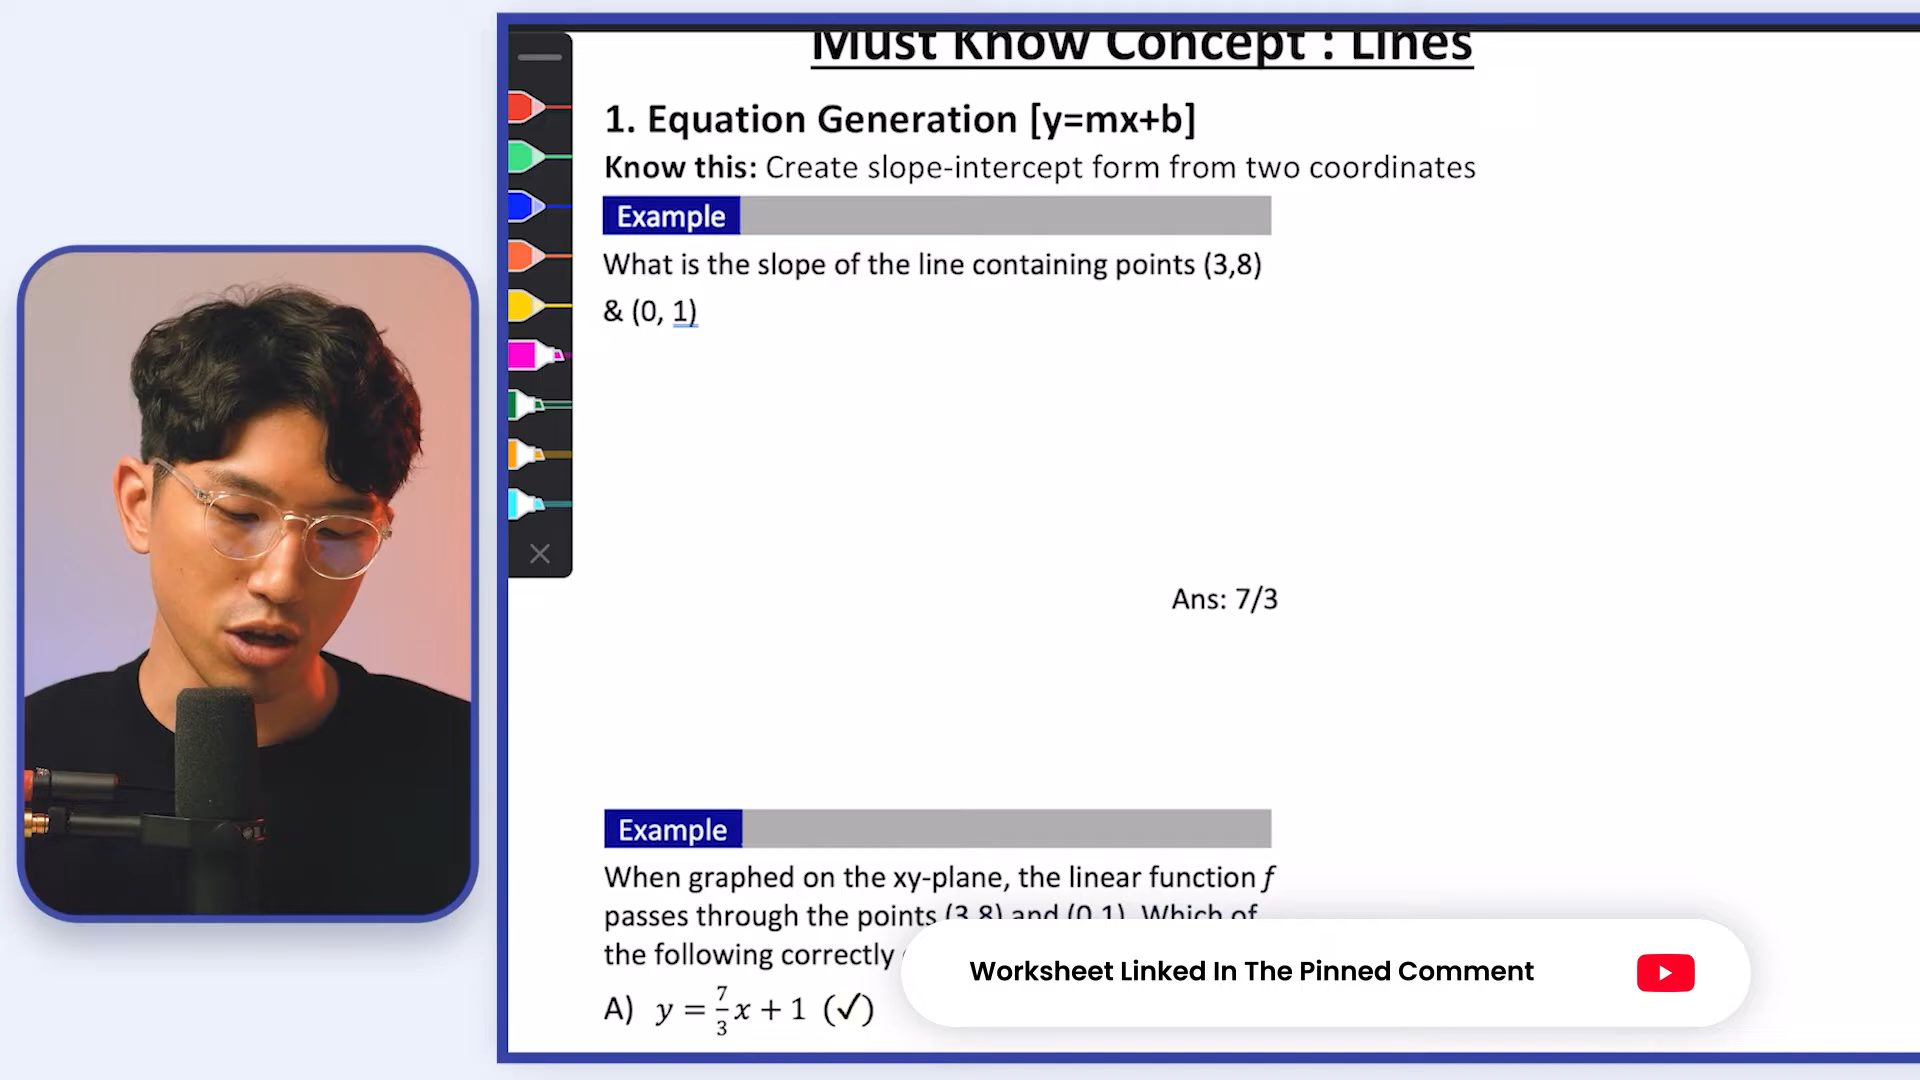 Must Know Concept : Lines
1. Equation Generation [y=mx+b]
Know this: Create slope-intercept form from two coordinates
Example
What is the slope of the line containing points (3,8)
& (0, 1)
Ans: 7/3
Example
When graphed on the xy-plane, the linear function f
passes through the points (3,8) and (0,1). Which of
the following correctly
A) y = 7/3 x + 1 (✓)
Worksheet Linked In The Pinned Comment